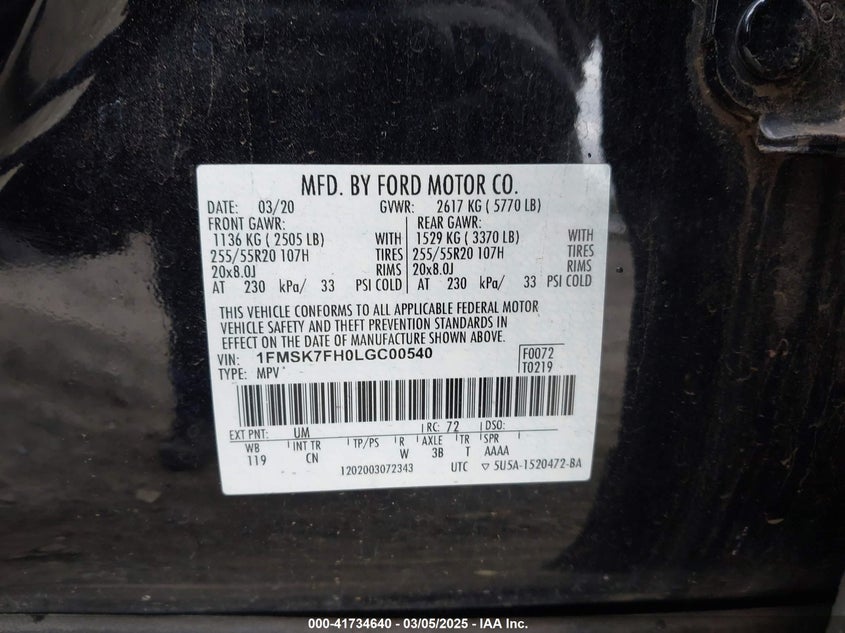 MFD. BY FORD MOTOR CO.
DATE: 03/20 GVWR: 2617 KG ( 5770 LB)
FRONT GAWR: REAR GAWR:
1136 KG ( 2505 LB) WITH 1529 KG ( 3370 LB) WITH
255/55R20 107H TIRES 255/55R20 107H TIRES
20x8.0J RIMS 20x8.0J RIMS
AT 230 kPa/ 33 PSI COLD AT 230 kPa/ 33 PSI COLD
THIS VEHICLE CONFORMS TO ALL APPLICABLE FEDERAL MOTOR
VEHICLE SAFETY AND THEFT PREVENTION STANDARDS IN
EFFECT ON THE DATE OF MANUFACTURE SHOWN ABOVE.
VIN: 1FMSK7FH0LGC00540 F0072
TYPE: MPV T0219
EXT PNT: UM RC: 72 DSO:
WB INT TR TP/PS R AXLE TR SPR
119 CN W 3B T AAAA
1202003072343 UTC ▽ 5U5A-1520472-BA
000-41734640 - 03/05/2025 - IAA Inc.